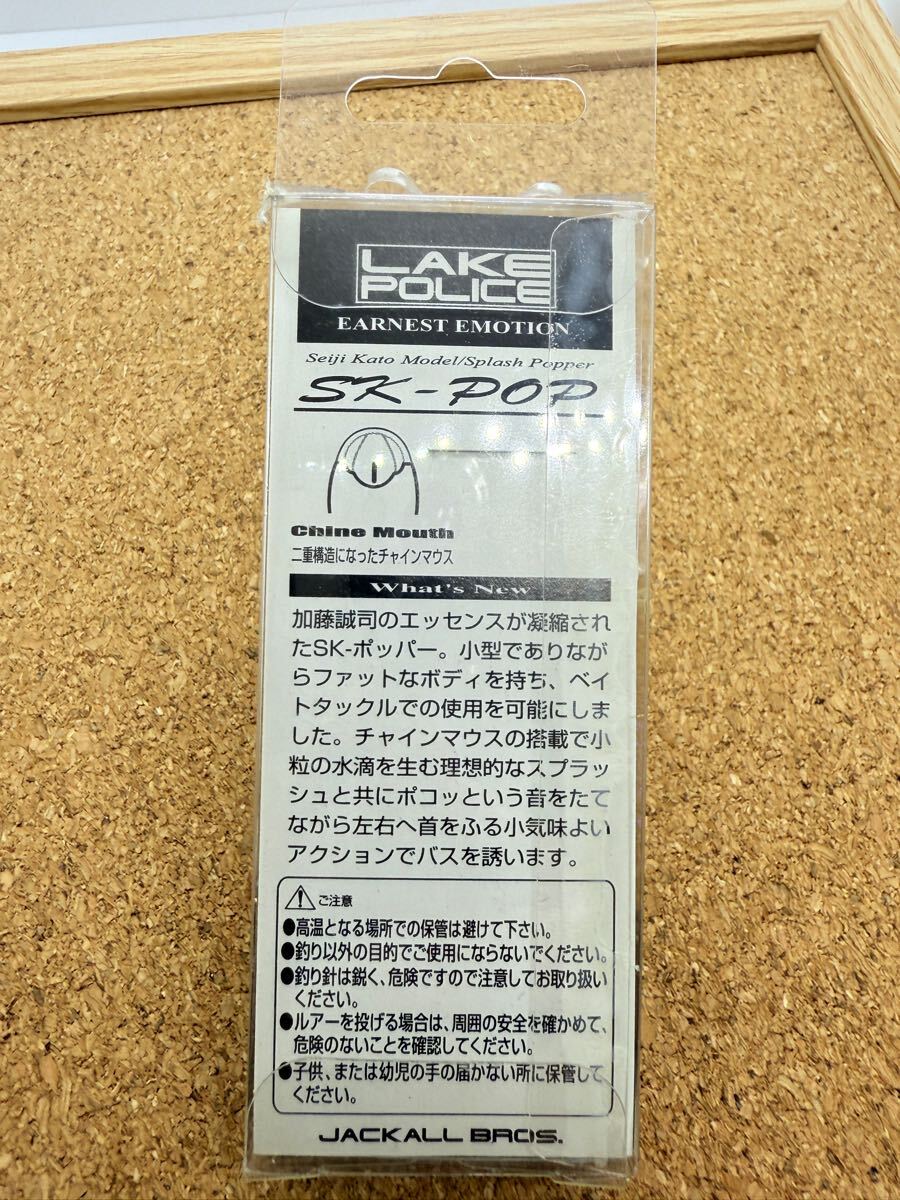 LAKE
POLICE
EARNEST EMOTION
Seiji Kato Model/Splash Popper
SK-POP
Chine Mouth
二重構造になったチャインマウス
What's New
加藤誠司のエッセンスが凝縮され
たSK-ポッパー。小型でありなが
らファットなボディを持ち、ベイ
トタックルでの使用を可能にしま
した。チャインマウスの搭載で小
粒の水滴を生む理想的なスプラッ
シュと共にポコッという音をたて
ながら左右へ首をふる小気味よい
アクションでバスを誘います。
ご注意
●高温となる場所での保管は避けて下さい。
●釣り以外の目的でご使用にならないでください。
●釣り針は鋭く、危険ですので注意してお取り扱い
ください。
●ルアーを投げる場合は、周囲の安全を確かめて、
危険のないことを確認してください。
●子供、または幼児の手の届かない所に保管して
ください。
JACKALL BROS.